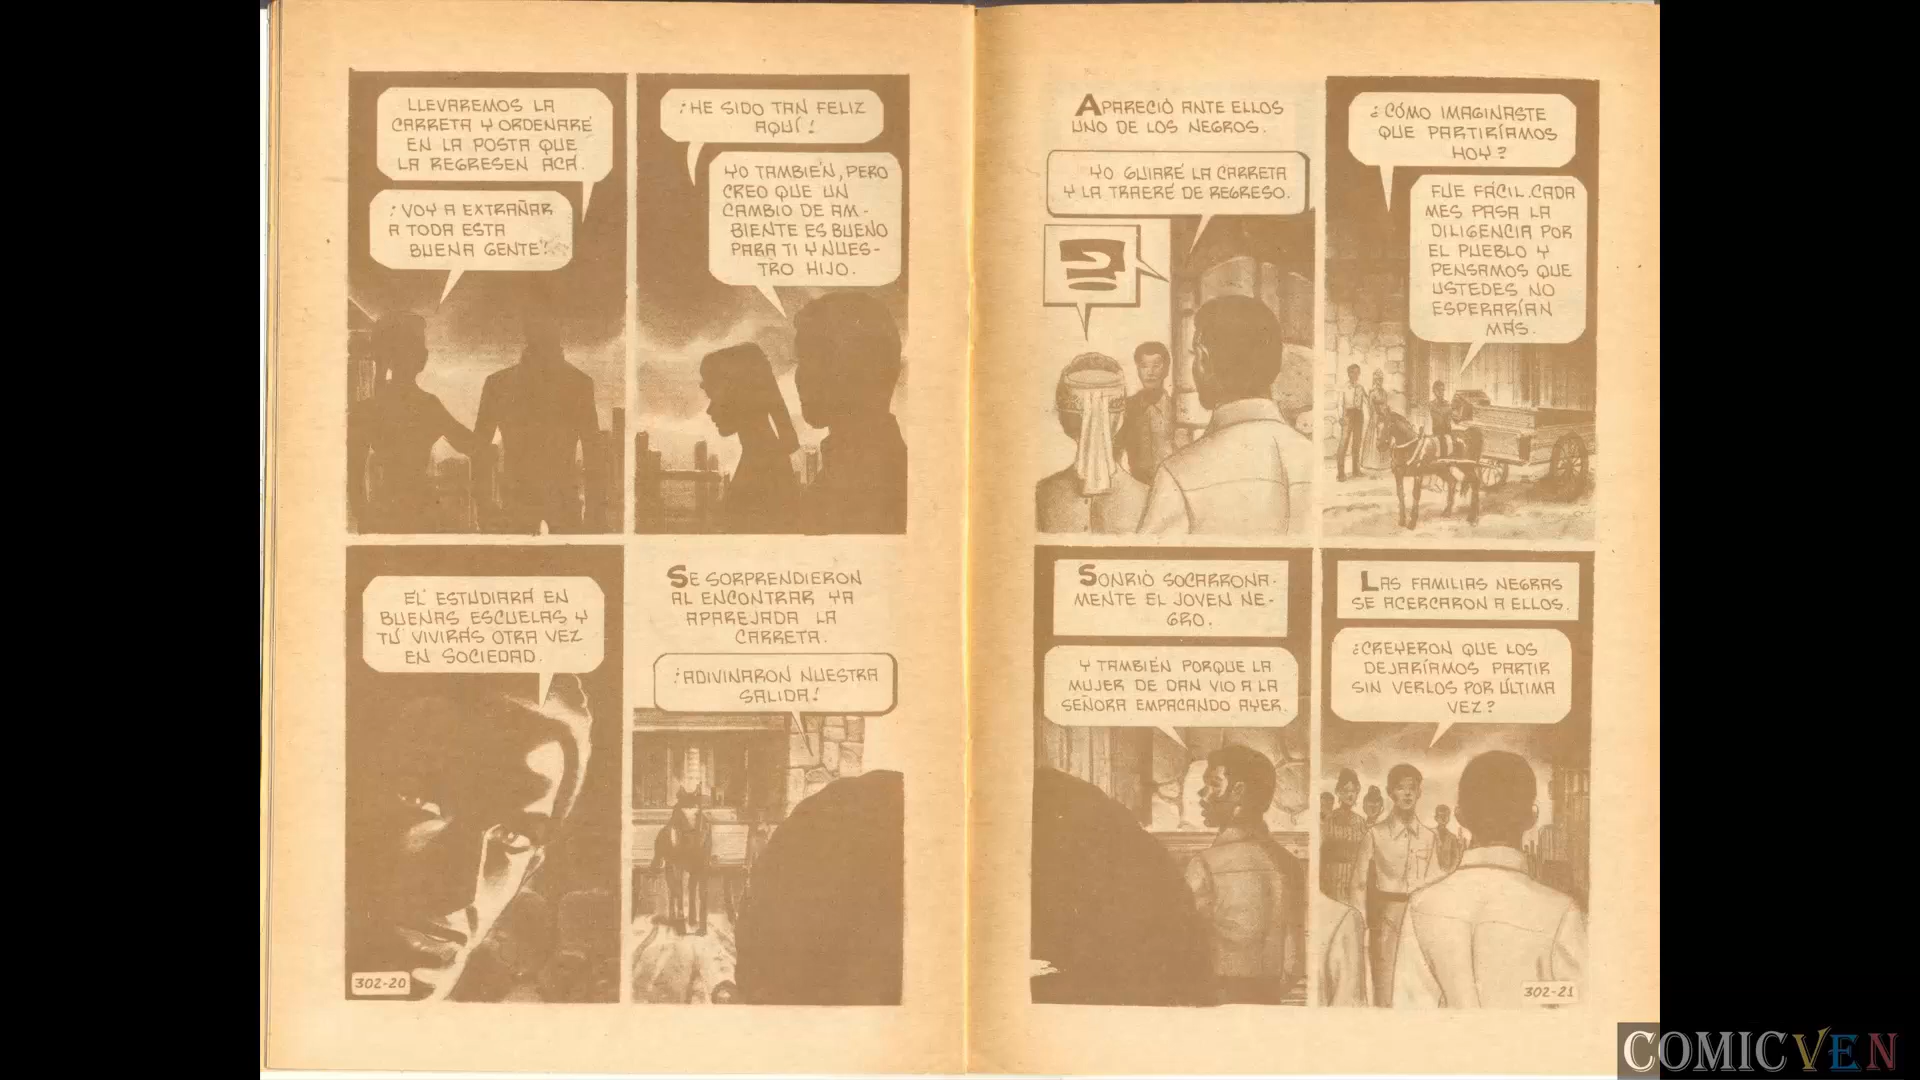 LLEVAREMOS LA
CARRETA Y ORDENARÉ
EN LA POSTA QUE
LA REGRESEN ACÁ.
¡VOY A EXTRAÑAR
A TODA ESTA
BUENA GENTE!
¡HE SIDO TAN FELIZ
AQUÍ!
YO TAMBIÉN, PERO
CREO QUE UN
CAMBIO DE AM-
BIENTE ES BUENO
PARA TI Y NUES-
TRO HIJO.
ÉL ESTUDIARÁ EN
BUENAS ESCUELAS Y
TÚ VIVIRÁS OTRA VEZ
EN SOCIEDAD.
302-20
SE SORPRENDIERON
AL ENCONTRAR YA
APAREJADA LA
CARRETA.
¡ADIVINARON NUESTRA
SALIDA!
APARECIÓ ANTE ELLOS
UNO DE LOS NEGROS.
YO GUIARÉ LA CARRETA
Y LA TRAERÉ DE REGRESO.
?
¿CÓMO IMAGINASTE
QUE PARTIRÍAMOS
HOY?
FUE FÁCIL. CADA
MES PASA LA
DILIGENCIA POR
EL PUEBLO Y
PENSAMOS QUE
USTEDES NO
ESPERARÍAN
MÁS.
SONRIÓ SOCARRONA-
MENTE EL JOVEN NE-
GRO.
Y TAMBIÉN PORQUE LA
MUJER DE DAN VIO A LA
SEÑORA EMPACANDO AYER.
LAS FAMILIAS NEGRAS
SE ACERCARON A ELLOS.
¿CREYERON QUE LOS
DEJARÍAMOS PARTIR
SIN VERLOS POR ÚLTIMA
VEZ?
302-21
COMICVEN